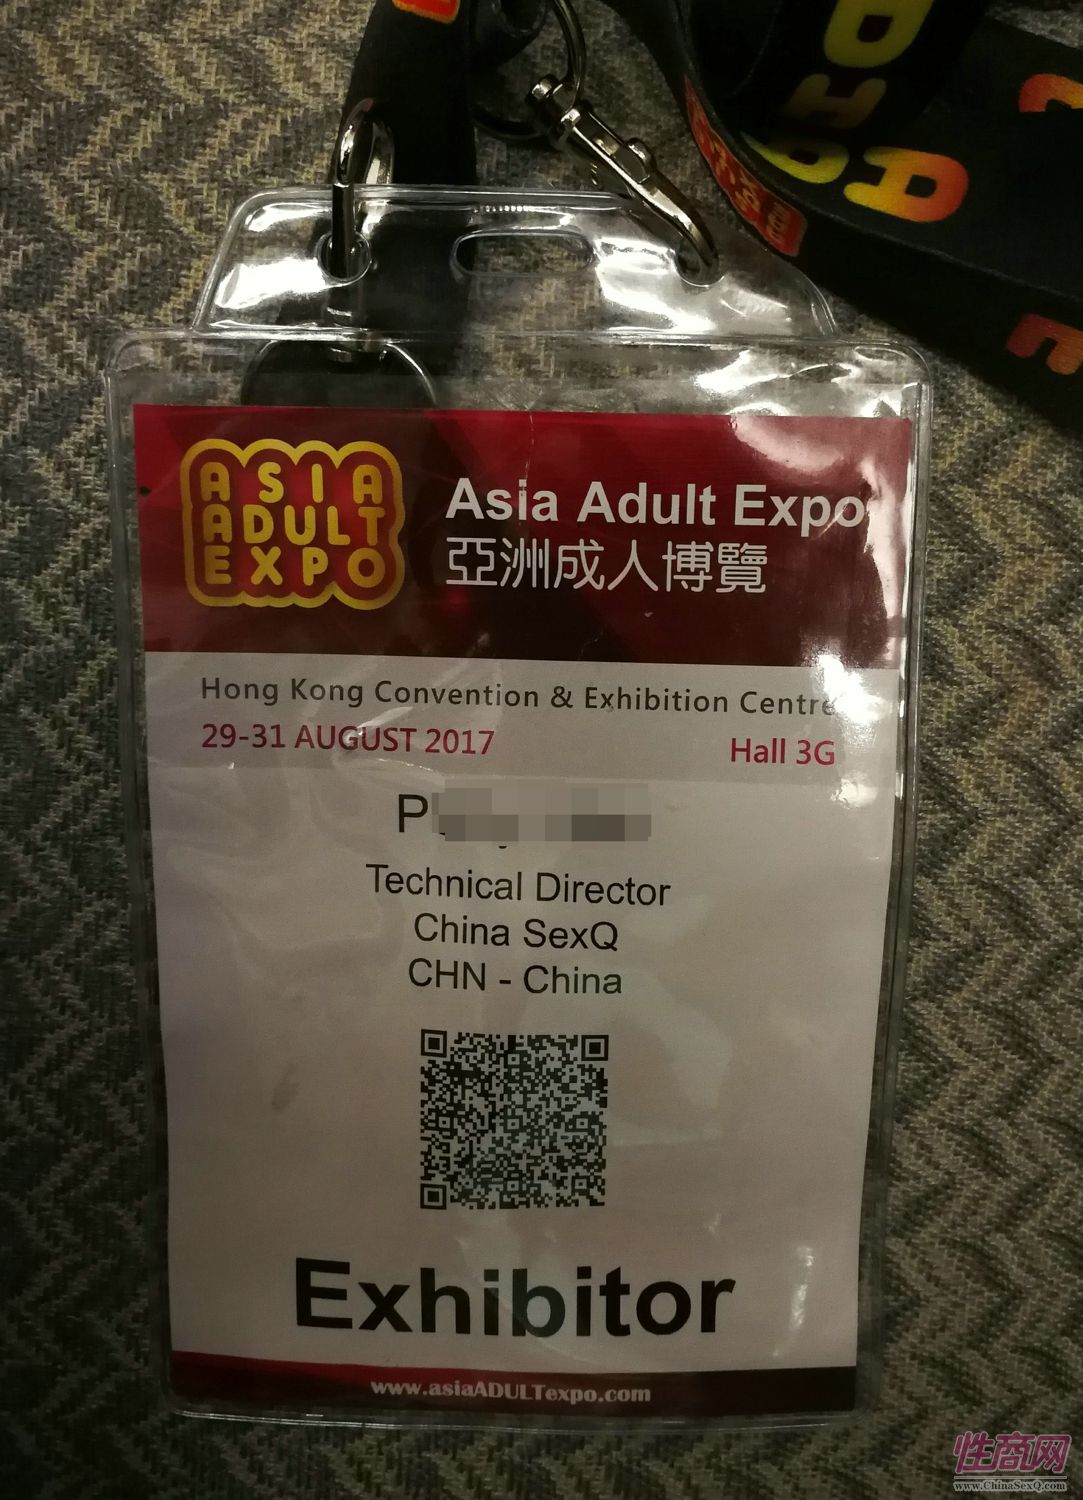 ASIA
ADULT
EXPO
Asia Adult Expo
亞洲成人博覽
Hong Kong Convention & Exhibition Centre
29-31 AUGUST 2017
Hall 3G
P
Technical Director
China SexQ
CHN - China
Exhibitor
www.asiaADULTexpo.com
性商网
www.ChinaSexQ.com